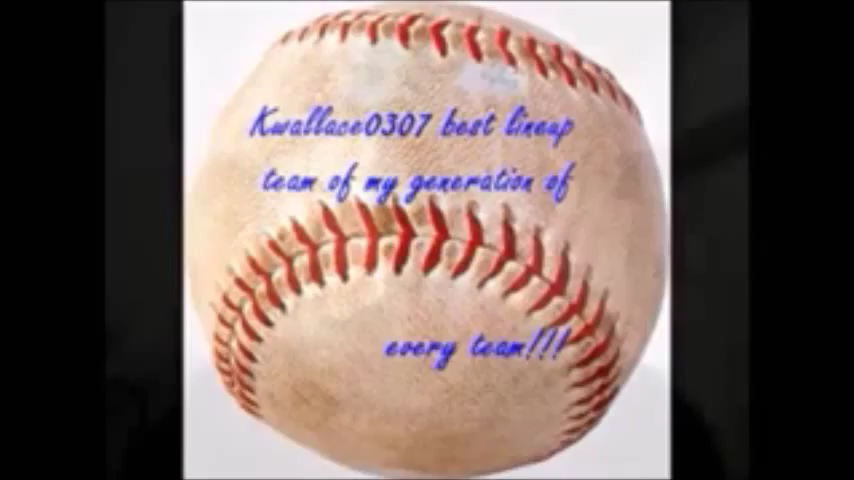 Kwallace0307 best lineup
team of my generation of
every team!!!